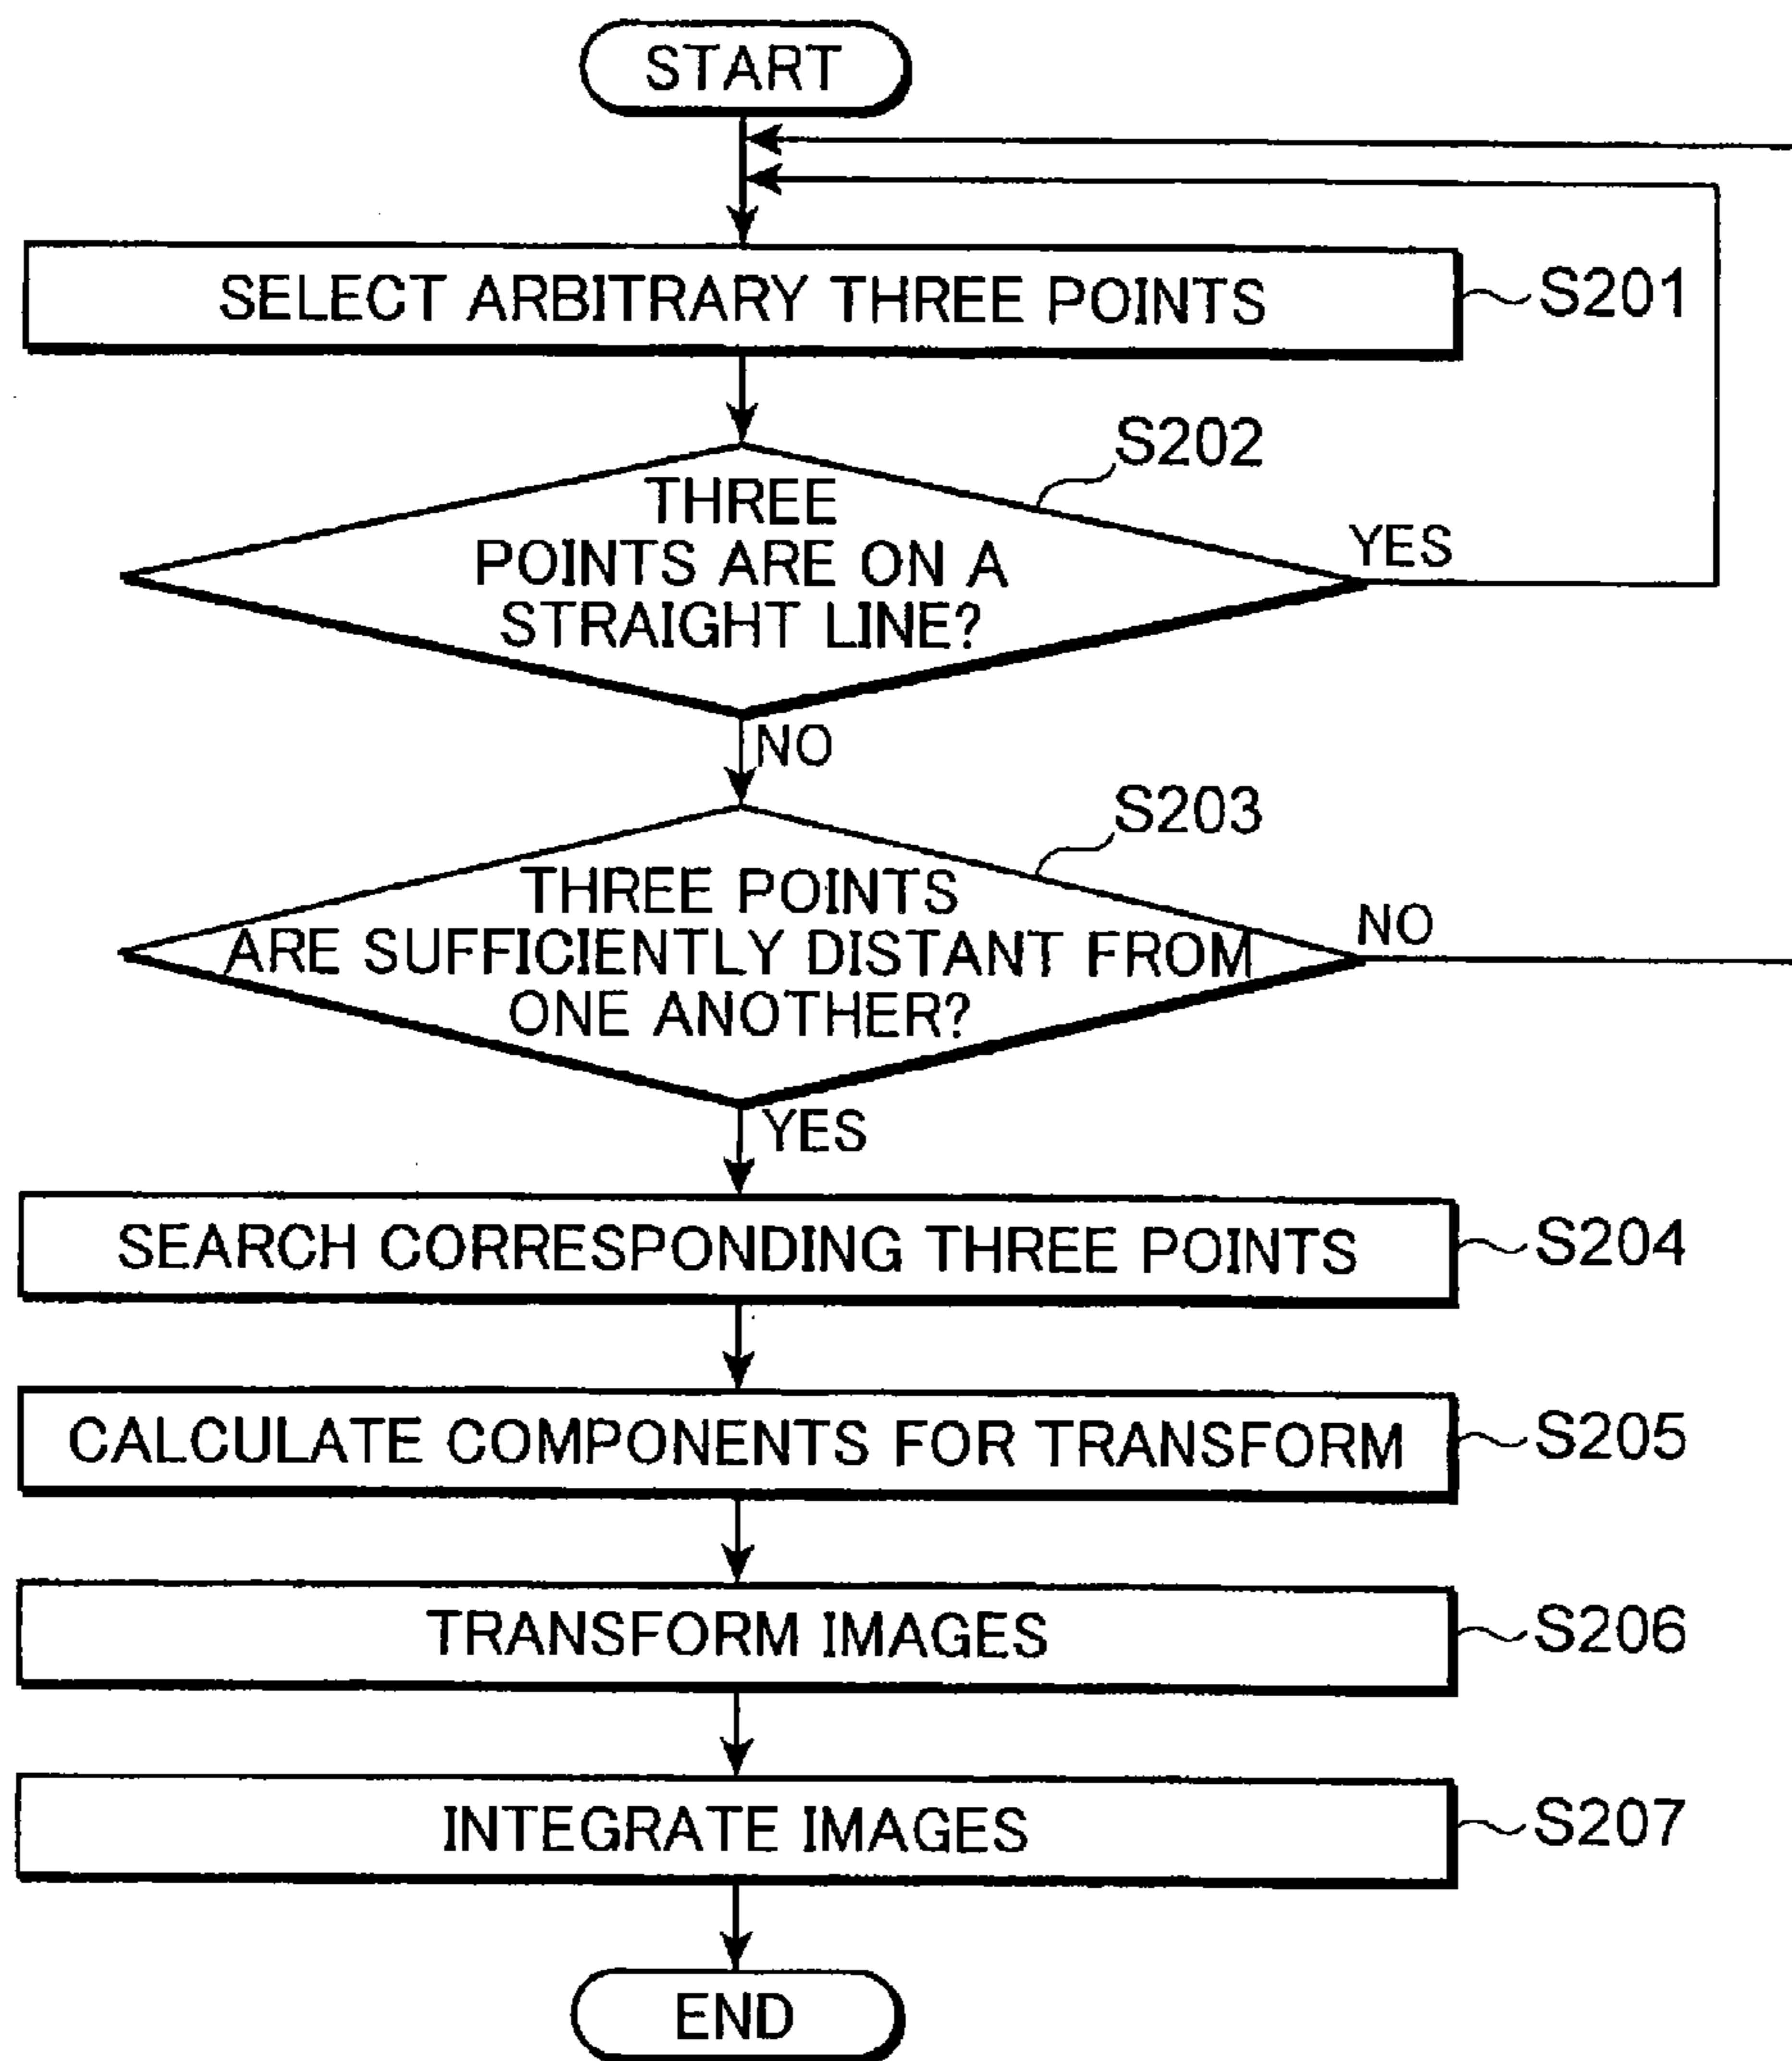 START
SELECT ARBITRARY THREE POINTS
S201
S202
THREE
POINTS ARE ON A
STRAIGHT LINE?
YES
NO
S203
THREE POINTS
ARE SUFFICIENTLY DISTANT FROM
ONE ANOTHER?
NO
YES
SEARCH CORRESPONDING THREE POINTS
S204
CALCULATE COMPONENTS FOR TRANSFORM
S205
TRANSFORM IMAGES
S206
INTEGRATE IMAGES
S207
END